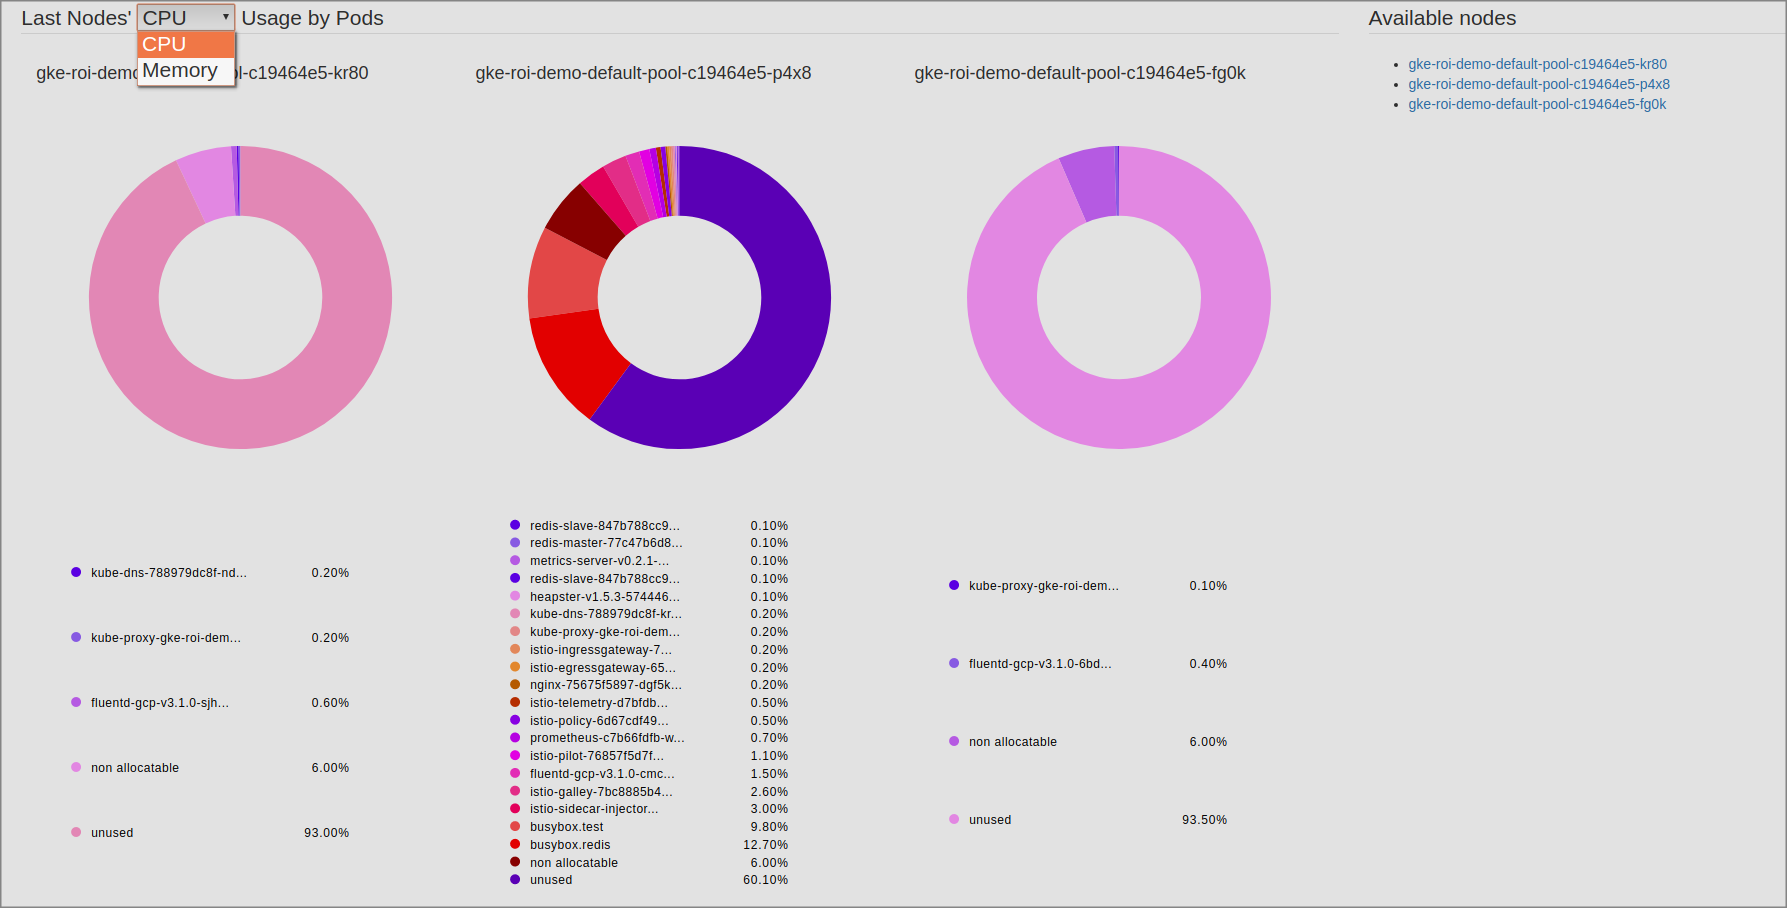 Last Nodes' CPU Usage by Pods
CPU
Memory
Available nodes
gke-roi-demo-default-pool-c19464e5-kr80
gke-roi-demo-default-pool-c19464e5-p4x8
gke-roi-demo-default-pool-c19464e5-fg0k
gke-roi-demo l-c19464e5-kr80
gke-roi-demo-default-pool-c19464e5-p4x8
gke-roi-demo-default-pool-c19464e5-fg0k
kube-dns-788979dc8f-nd... 0.20%
kube-proxy-gke-roi-dem... 0.20%
fluentd-gcp-v3.1.0-sjh... 0.60%
non allocatable 6.00%
unused 93.00%
redis-slave-847b788cc9... 0.10%
redis-master-77c47b6d8... 0.10%
metrics-server-v0.2.1-... 0.10%
redis-slave-847b788cc9... 0.10%
heapster-v1.5.3-574446... 0.10%
kube-dns-788979dc8f-kr... 0.20%
kube-proxy-gke-roi-dem... 0.20%
istio-ingressgateway-7... 0.20%
istio-egressgateway-65... 0.20%
nginx-75675f5897-dgf5k... 0.20%
istio-telemetry-d7bfdb... 0.50%
istio-policy-6d67cdf49... 0.50%
prometheus-c7b66fdfb-w... 0.70%
istio-pilot-76857f5d7f... 1.10%
fluentd-gcp-v3.1.0-cmc... 1.50%
istio-galley-7bc8885b4... 2.60%
istio-sidecar-injector... 3.00%
busybox.test 9.80%
busybox.redis 12.70%
non allocatable 6.00%
unused 60.10%
kube-proxy-gke-roi-dem... 0.10%
fluentd-gcp-v3.1.0-6bd... 0.40%
non allocatable 6.00%
unused 93.50%